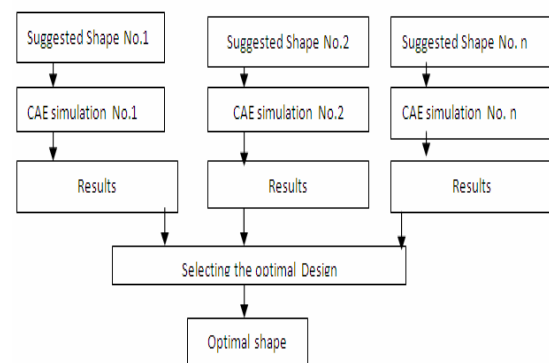 Suggested Shape No.1
Suggested Shape No.2
Suggested Shape No. n
CAE simulation No.1
CAE simulation No.2
CAE simulation No. n
Results
Results
Results
Selecting the optimal Design
Optimal shape